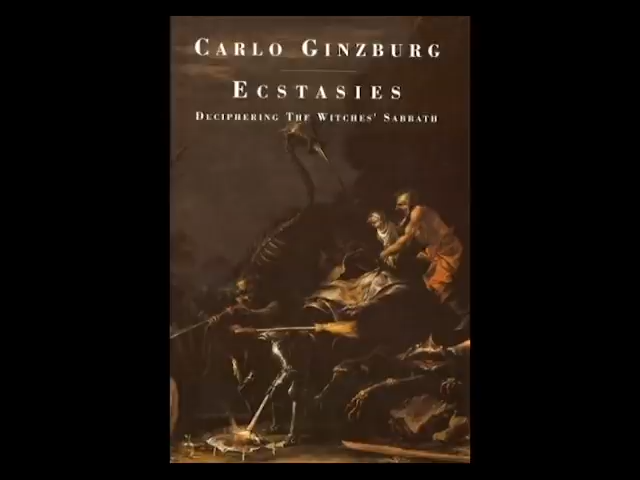 CARLO GINZBURG
ECSTASIES
DECIPHERING THE WITCHES' SABBATH